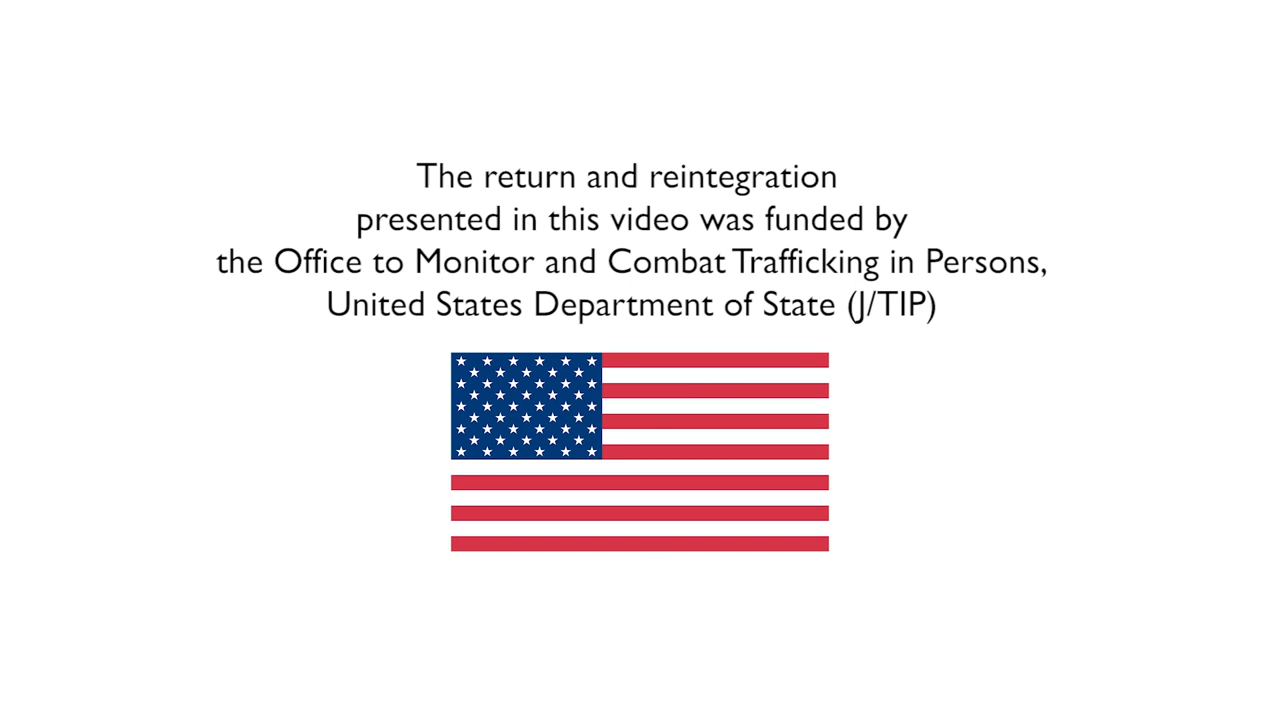 The return and reintegration
presented in this video was funded by
the Office to Monitor and Combat Trafficking in Persons,
United States Department of State (J/TIP)